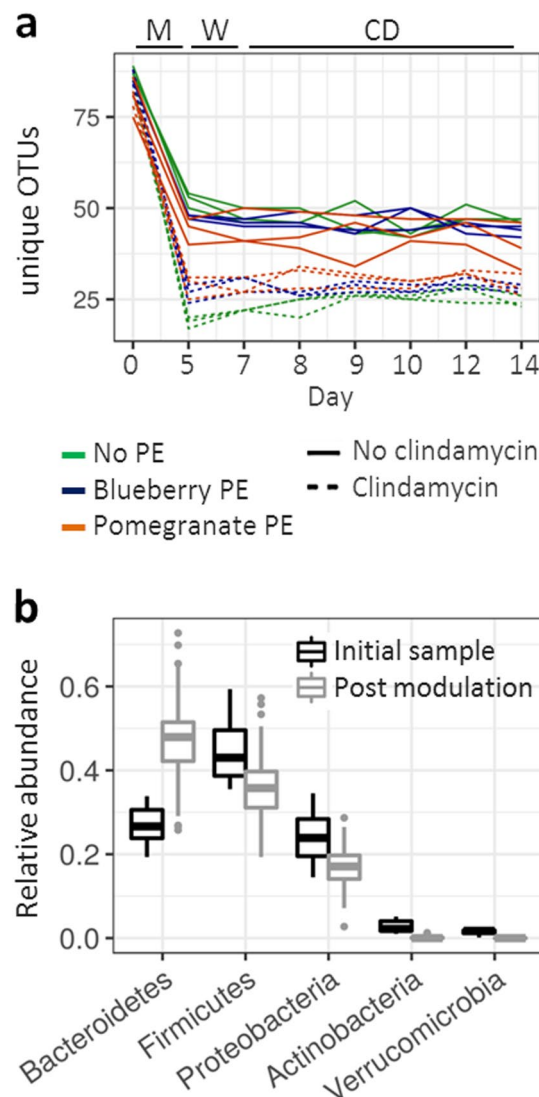 a
M W CD
75
50
25
unique OTUs
0 5 7 8 9 10 12 14
Day
No PE
Blueberry PE
Pomegranate PE
No clindamycin
Clindamycin
b
Initial sample
Post modulation
0.6
0.4
0.2
0.0
Relative abundance
Bacteroidetes
Firmicutes
Proteobacteria
Actinobacteria
Verrucomicrobia